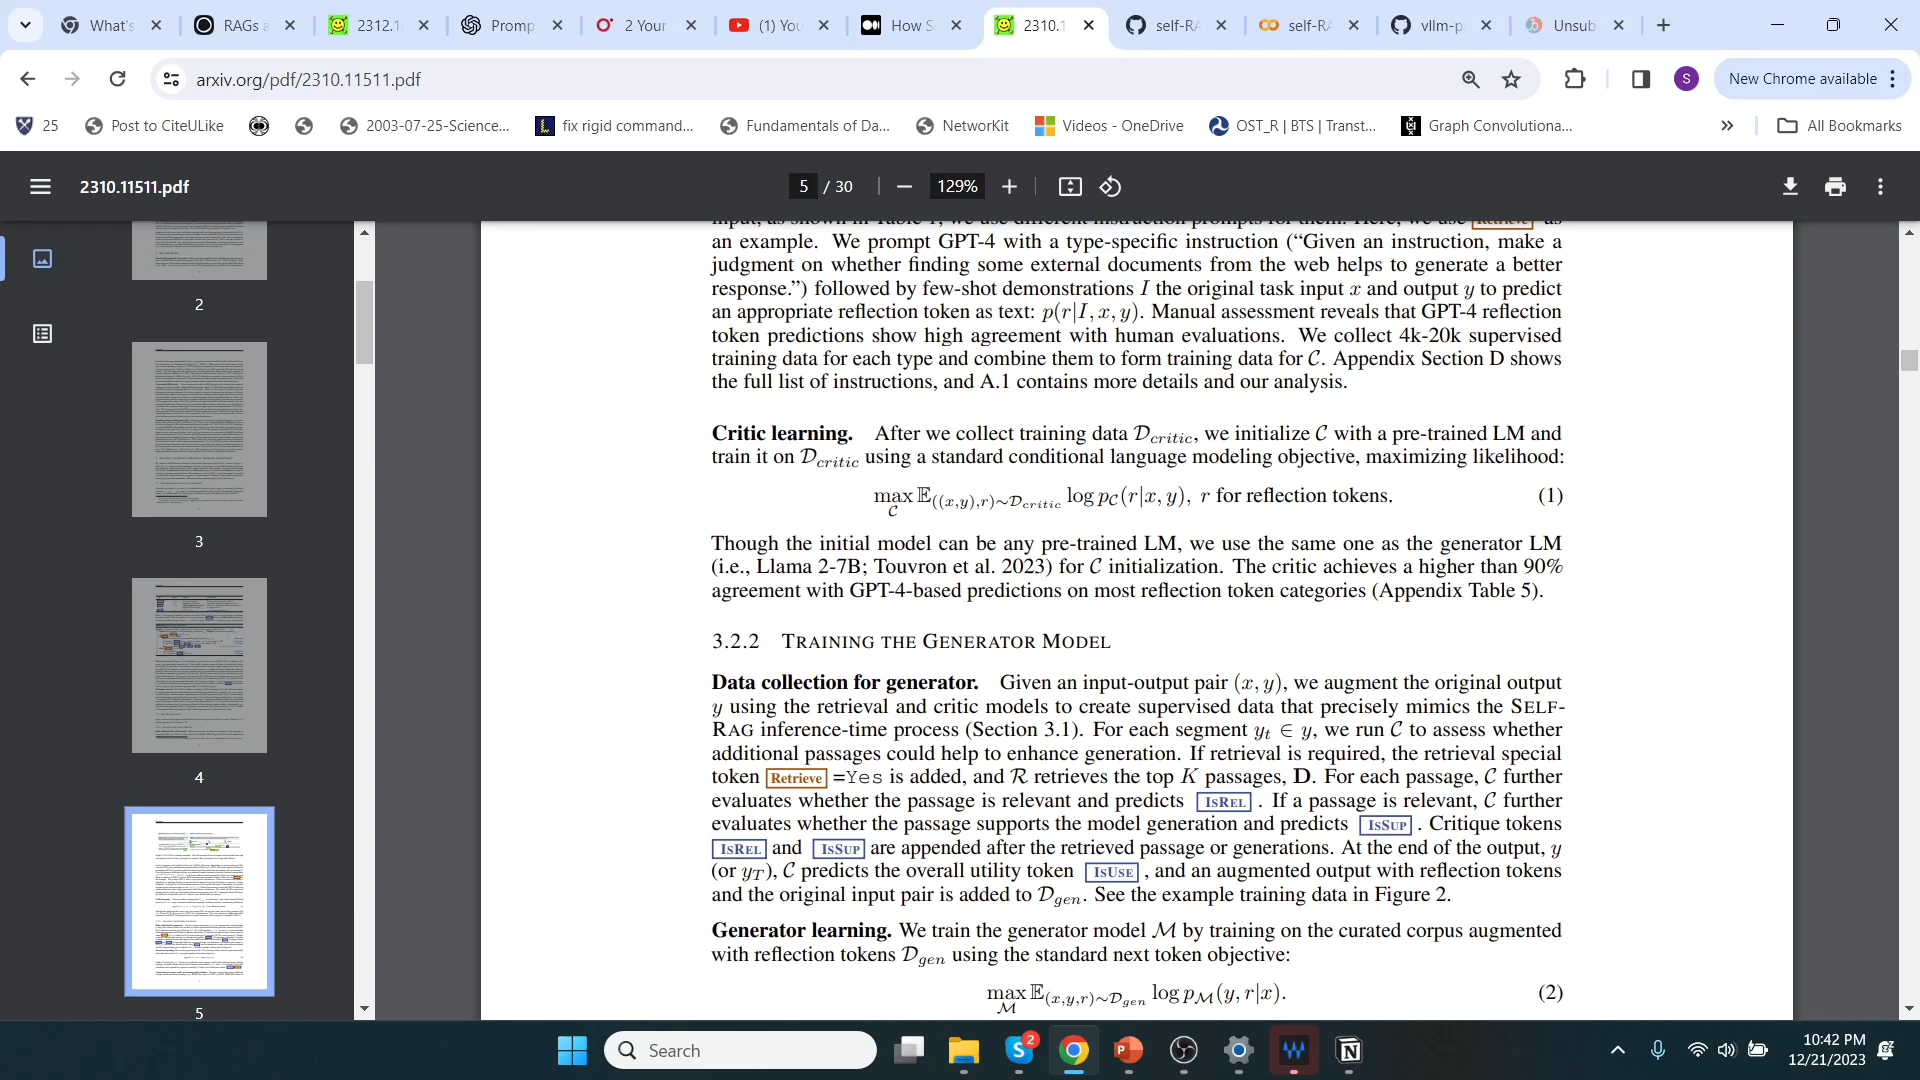 What's
RAGs a
2312.1
Promp
2 Your
(1) You
How S
2310.1
self-RA
self-RA
vllm-p
Unsub
arxiv.org/pdf/2310.11511.pdf
S
New Chrome available
25
Post to CiteULike
2003-07-25-Science...
fix rigid command...
Fundamentals of Da...
NetworKit
Videos - OneDrive
OST_R | BTS | Transt...
Graph Convolutiona...
All Bookmarks
2310.11511.pdf
5 / 30
129%
2
3
4
5
an example. We prompt GPT-4 with a type-specific instruction (“Given an instruction, make a
judgment on whether finding some external documents from the web helps to generate a better
response.”) followed by few-shot demonstrations I the original task input x and output y to predict
an appropriate reflection token as text: p(r|I, x, y). Manual assessment reveals that GPT-4 reflection
token predictions show high agreement with human evaluations. We collect 4k-20k supervised
training data for each type and combine them to form training data for C. Appendix Section D shows
the full list of instructions, and A.1 contains more details and our analysis.
Critic learning. After we collect training data D_critic, we initialize C with a pre-trained LM and
train it on D_critic using a standard conditional language modeling objective, maximizing likelihood:
max_C E_((x,y),r)∼D_critic log p_C(r|x, y), r for reflection tokens. (1)
Though the initial model can be any pre-trained LM, we use the same one as the generator LM
(i.e., Llama 2-7B; Touvron et al. 2023) for C initialization. The critic achieves a higher than 90%
agreement with GPT-4-based predictions on most reflection token categories (Appendix Table 5).
3.2.2 TRAINING THE GENERATOR MODEL
Data collection for generator. Given an input-output pair (x, y), we augment the original output
y using the retrieval and critic models to create supervised data that precisely mimics the SELF-
RAG inference-time process (Section 3.1). For each segment y_t ∈ y, we run C to assess whether
additional passages could help to enhance generation. If retrieval is required, the retrieval special
token Retrieve =Yes is added, and R retrieves the top K passages, D. For each passage, C further
evaluates whether the passage is relevant and predicts ISREL . If a passage is relevant, C further
evaluates whether the passage supports the model generation and predicts ISSUP . Critique tokens
ISREL and ISSUP are appended after the retrieved passage or generations. At the end of the output, y
(or y_T), C predicts the overall utility token ISUSE , and an augmented output with reflection tokens
and the original input pair is added to D_gen. See the example training data in Figure 2.
Generator learning. We train the generator model M by training on the curated corpus augmented
with reflection tokens D_gen using the standard next token objective:
max_M E_(x,y,r)∼D_gen log p_M(y, r|x). (2)
Search
2
10:42 PM
12/21/2023